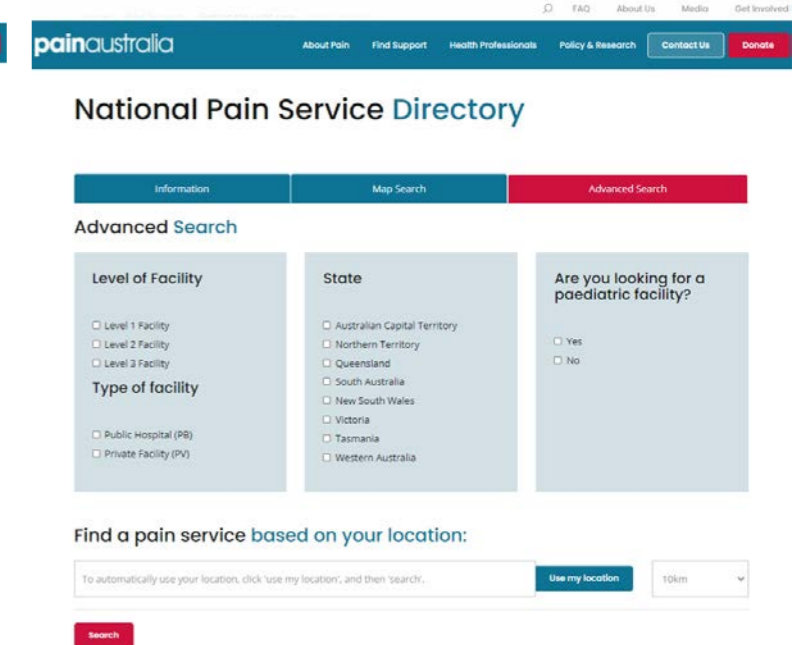 FAQ About Us Media Get Involved
painaustralia About Pain Find Support Health Professionals Policy & Research Contact Us Donate
National Pain Service Directory
Information Map Search Advanced Search
Advanced Search
Level of Facility
Level 1 Facility
Level 2 Facility
Level 3 Facility
Type of facility
Public Hospital (PB)
Private Facility (PV)
State
Australian Capital Territory
Northern Territory
Queensland
South Australia
New South Wales
Victoria
Tasmania
Western Australia
Are you looking for a
paediatric facility?
Yes
No
Find a pain service based on your location:
To automatically use your location, click 'use my location', and then 'search'. Use my location 10km
Search